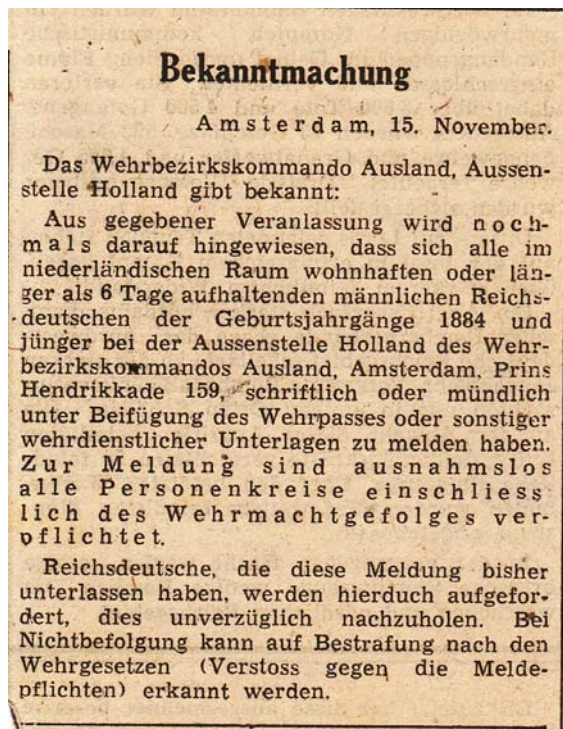 Bekanntmachung
Amsterdam, 15. November.
Das Wehrbezirkskommando Ausland, Aussen-
stelle Holland gibt bekannt:
Aus gegebener Veranlassung wird noch-
mals darauf hingewiesen, dass sich alle im
niederländischen Raum wohnhaften oder län-
ger als 6 Tage aufhaltenden männlichen Reichs-
deutschen der Geburtsjahrgänge 1884 und
jünger bei der Aussenstelle Holland des Wehr-
bezirkskommandos Ausland, Amsterdam, Prins
Hendrikkade 159, schriftlich oder mündlich
unter Beifügung des Wehrpasses oder sonstiger
wehrdienstlicher Unterlagen zu melden haben.
Zur Meldung sind ausnahmslos
alle Personenkreise einschliess
lich des Wehrmachtgefolges ver-
pflichtet.
Reichsdeutsche, die diese Meldung bisher
unterlassen haben, werden hierduch aufgefor-
dert, dies unverzüglich nachzuholen. Bei
Nichtbefolgung kann auf Bestrafung nach den
Wehrgesetzen (Verstoss gegen die Melde-
pflichten) erkannt werden.